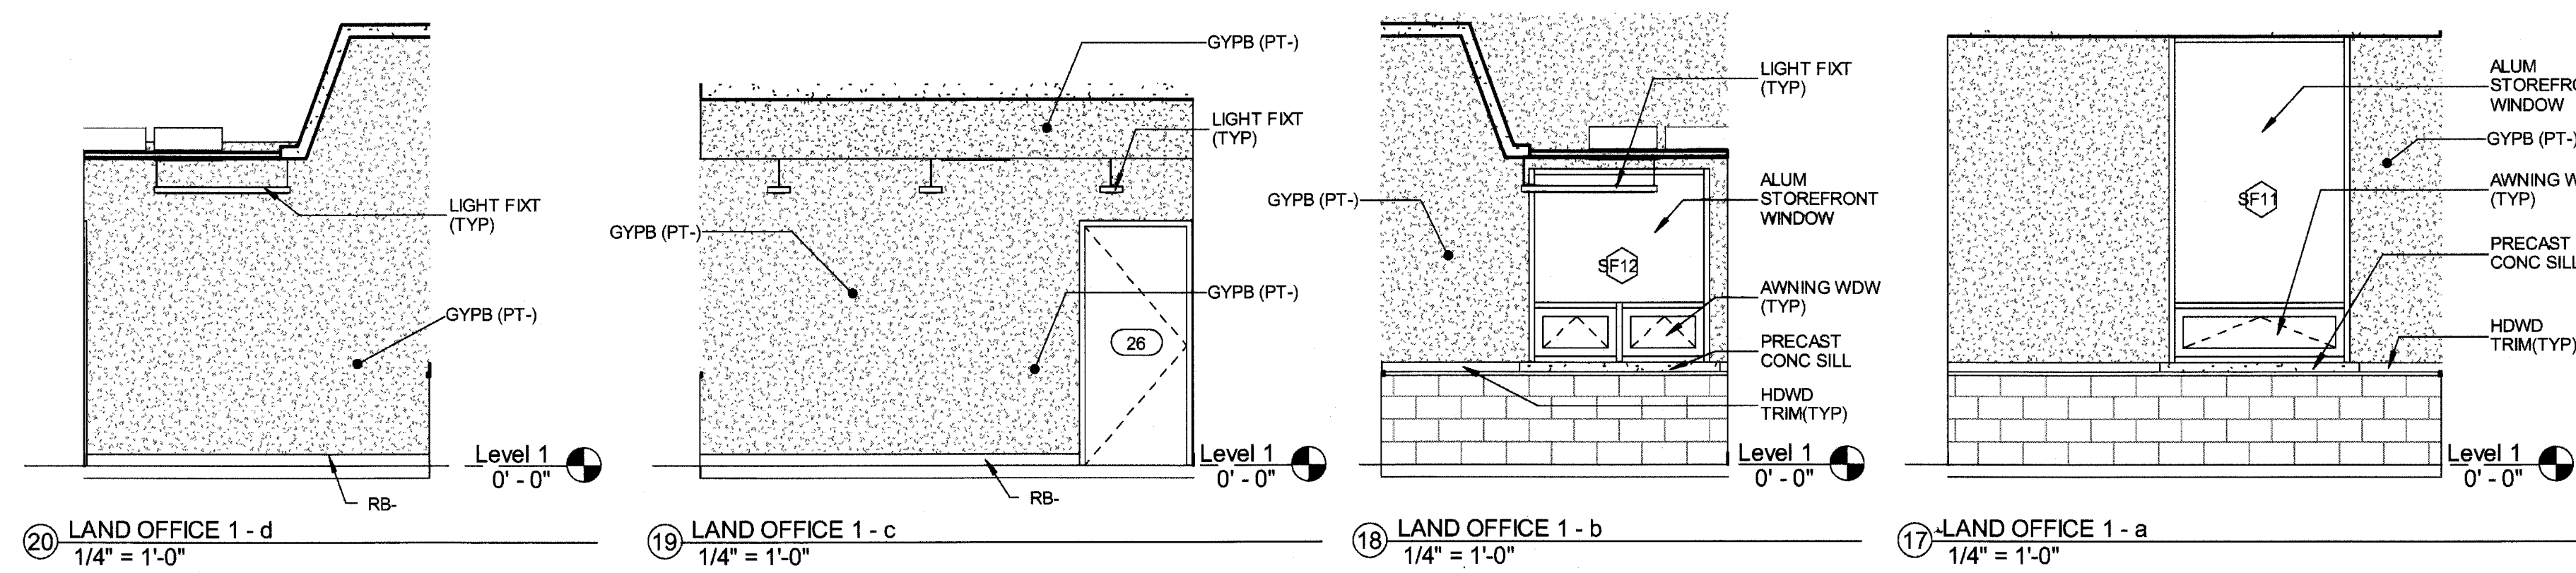 LIGHT FIXT
(TYP)
GYPB (PT-)
Level 1
0' - 0"
RB-
20
LAND OFFICE 1 - d
1/4" = 1'-0"
GYPB (PT-)
LIGHT FIXT
(TYP)
GYPB (PT-)
GYPB (PT-)
26
Level 1
0' - 0"
RB-
19
LAND OFFICE 1 - c
1/4" = 1'-0"
LIGHT FIXT
(TYP)
GYPB (PT-)
ALUM
STOREFRONT
WINDOW
SF12
AWNING WDW
(TYP)
PRECAST
CONC SILL
HDWD
TRIM(TYP)
Level 1
0' - 0"
18
LAND OFFICE 1 - b
1/4" = 1'-0"
ALUM
STOREFRO
WINDOW
GYPB (PT-)
AWNING W
(TYP)
SF11
PRECAST
CONC SILL
HDWD
TRIM(TYP)
Level 1
0' - 0"
17
LAND OFFICE 1 - a
1/4" = 1'-0"